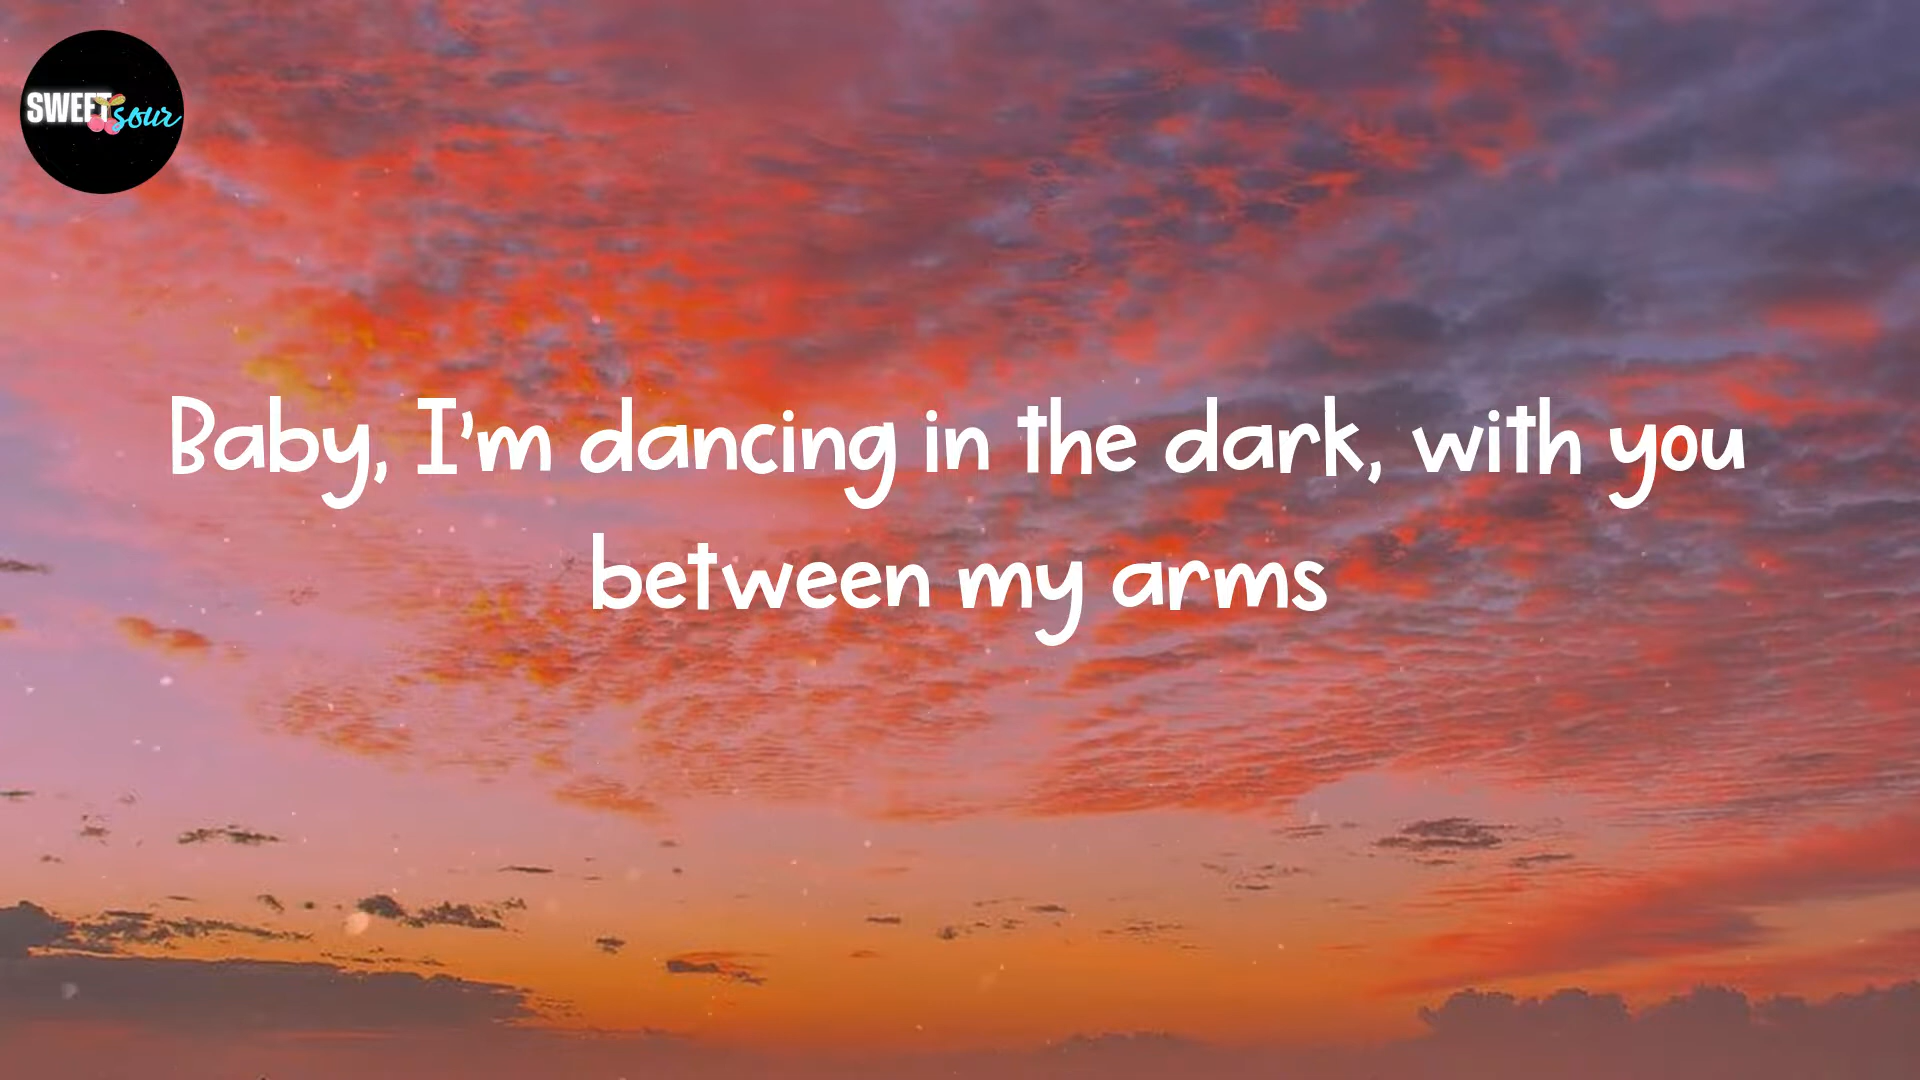 SWEET
sour
Baby, I'm dancing in the dark, with you
between my arms